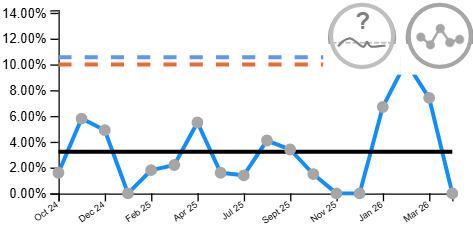 14.00%
12.00%
10.00%
8.00%
6.00%
4.00%
2.00%
0.00%
?
Oct 24
Dec 24
Feb 25
Apr 25
Jul 25
Sept 25
Nov 25
Jan 26
Mar 26